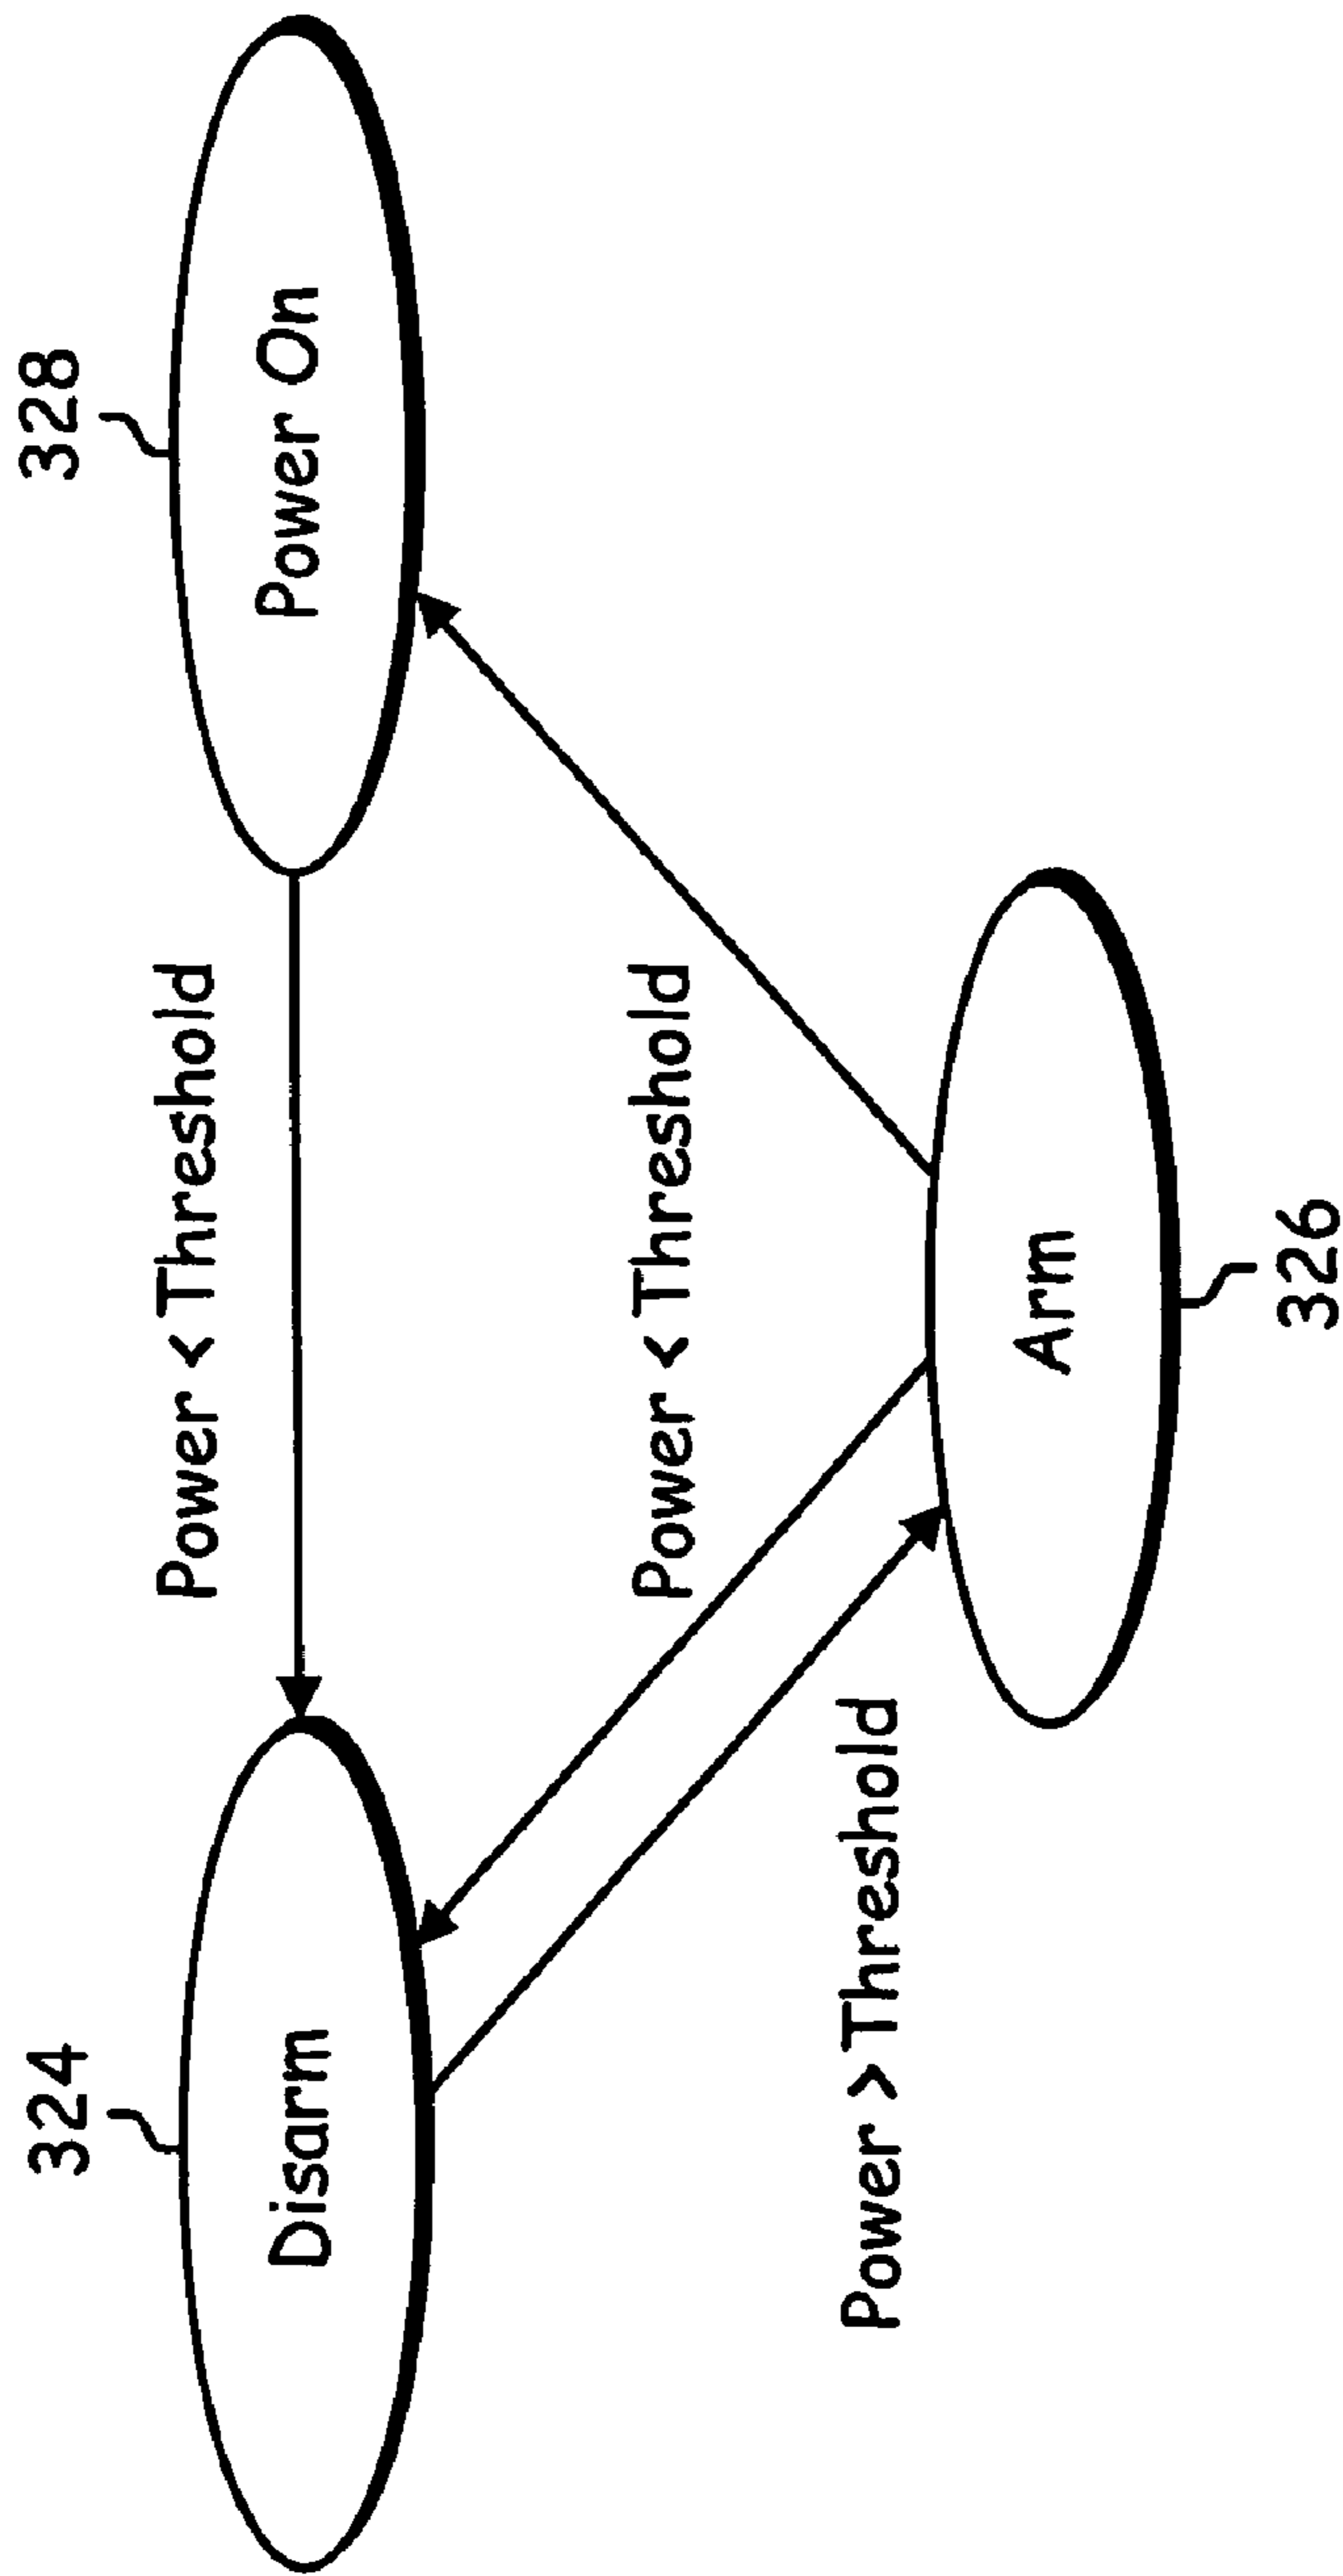 324
328
Disarm
Power < Threshold
Power On
Power < Threshold
Power > Threshold
Arm
326